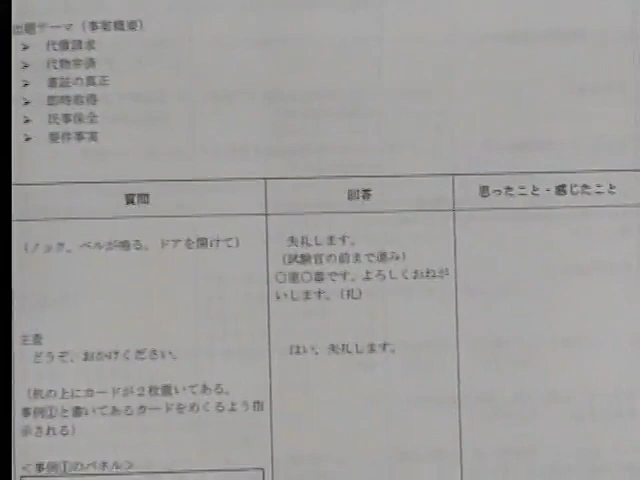 出題テーマ（事案概要）
➢ 代償請求
➢ 代物弁済
➢ 書証の真正
➢ 即時取得
➢ 民事保全
➢ 要件事実
質問
回答
思ったこと・感じたこと
（ノック、ベルが鳴る、ドアを開けて）
失礼します。
（試験官の前まで進み）
〇室〇番です。よろしくおねが
いします。（礼）
主査
どうぞ、おかけください。
はい、失礼します。
（机の上にカードが２枚置いてある。
事例①と書いてあるカードをめくるよう指
示される）
＜事例①のパネル＞